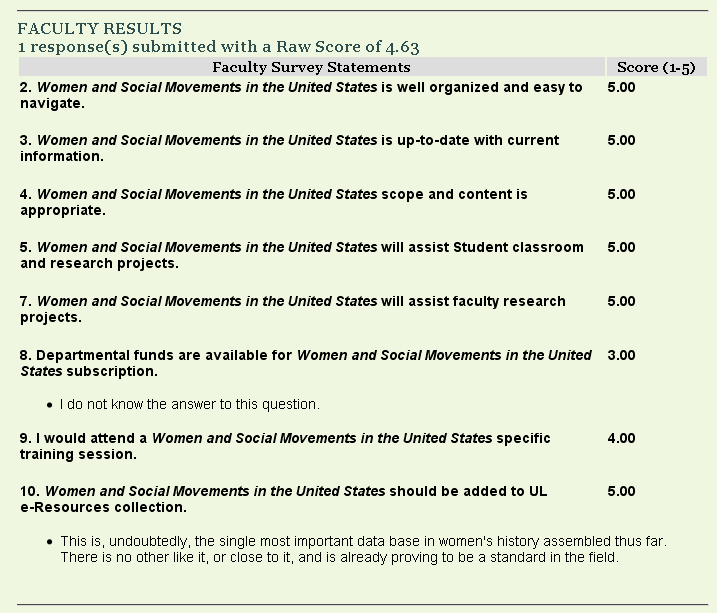 FACULTY RESULTS
1 response(s) submitted with a Raw Score of 4.63
Faculty Survey Statements Score (1-5)
2. Women and Social Movements in the United States is well organized and easy to 5.00
navigate.
3. Women and Social Movements in the United States is up-to-date with current 5.00
information.
4. Women and Social Movements in the United States scope and content is 5.00
appropriate.
5. Women and Social Movements in the United States will assist Student classroom 5.00
and research projects.
7. Women and Social Movements in the United States will assist faculty research 5.00
projects.
8. Departmental funds are available for Women and Social Movements in the United 3.00
States subscription.
• I do not know the answer to this question.
9. I would attend a Women and Social Movements in the United States specific 4.00
training session.
10. Women and Social Movements in the United States should be added to UL 5.00
e-Resources collection.
• This is, undoubtedly, the single most important data base in women's history assembled thus far.
There is no other like it, or close to it, and is already proving to be a standard in the field.